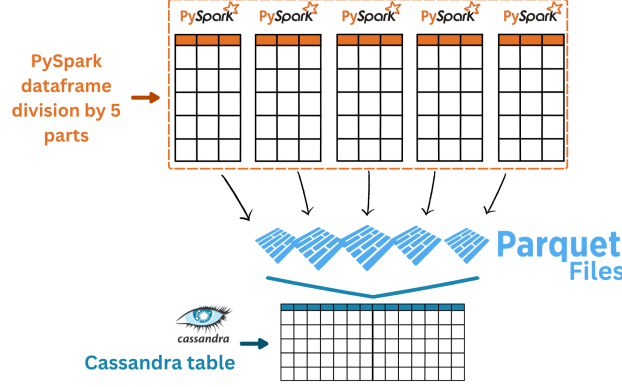 PySpark PySpark PySpark PySpark PySpark
PySpark
dataframe
division by 5
parts
Parquet
Files
cassandra
Cassandra table